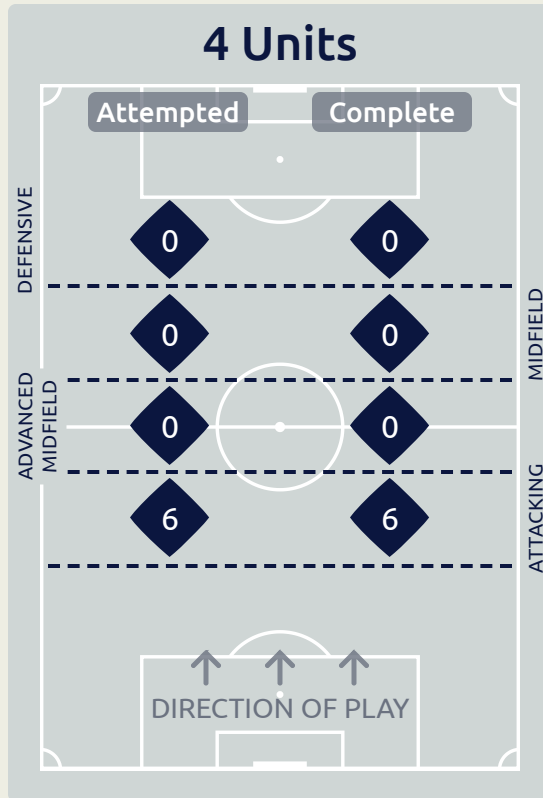 4 Units
Attempted Complete
DEFENSIVE
0 0
MIDFIELD
0 0
ADVANCED
MIDFIELD
0 0
ATTACKING
6 6
DIRECTION OF PLAY